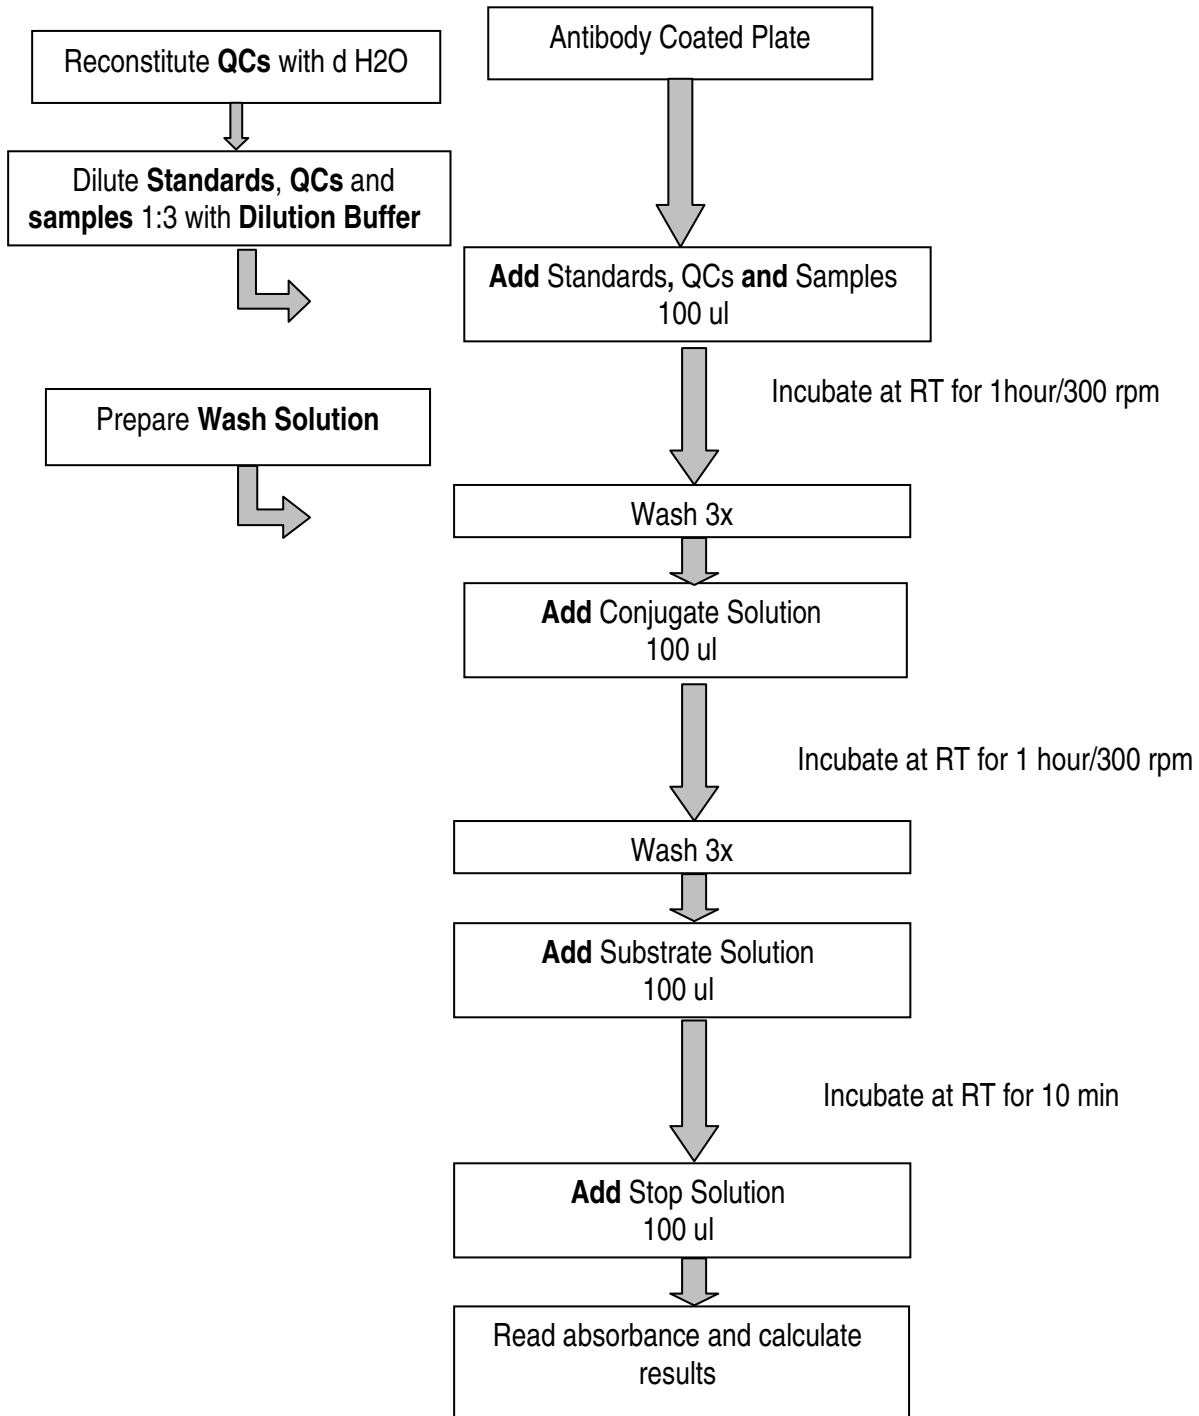 Reconstitute QCs with d H2O
Dilute Standards, QCs and
samples 1:3 with Dilution Buffer
Antibody Coated Plate
Add Standards, QCs and Samples
100 ul
Incubate at RT for 1hour/300 rpm
Prepare Wash Solution
Wash 3x
Add Conjugate Solution
100 ul
Incubate at RT for 1 hour/300 rpm
Wash 3x
Add Substrate Solution
100 ul
Incubate at RT for 10 min
Add Stop Solution
100 ul
Read absorbance and calculate
results